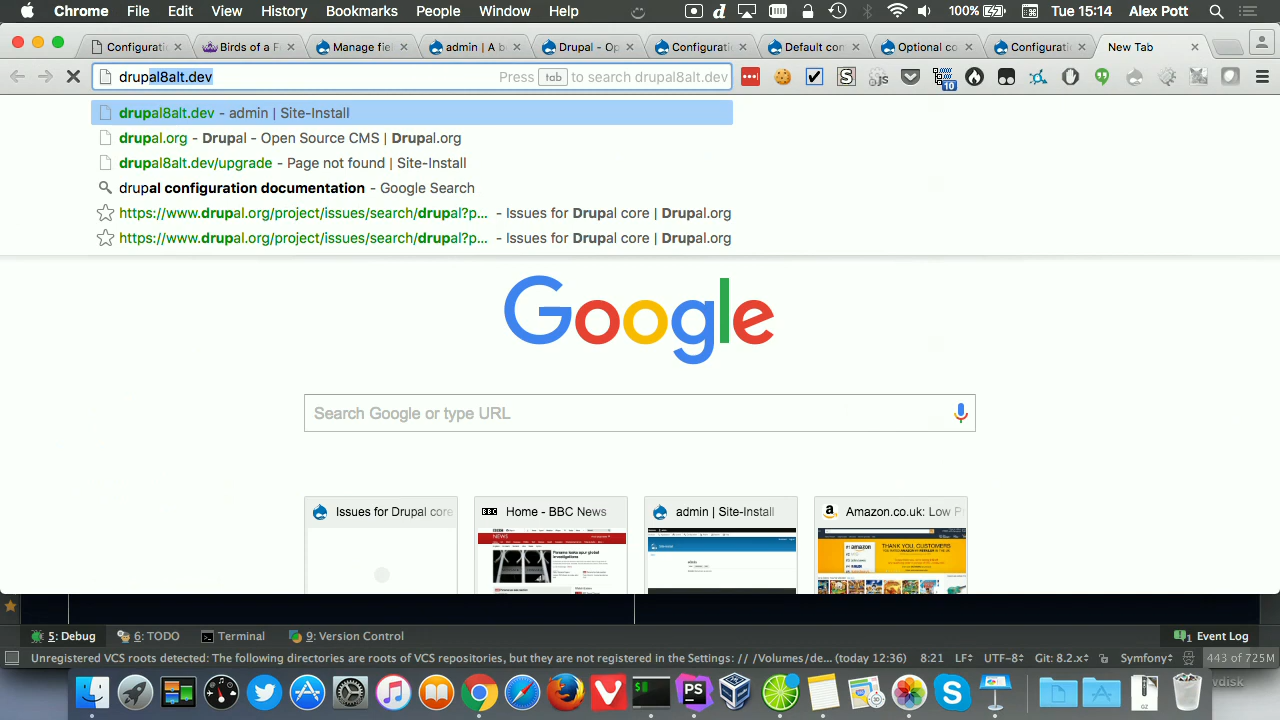 Chrome File Edit View History Bookmarks People Window Help 100% Tue 15:14 Alex Pott
Configurati Birds of a F Manage fie admin | A b Drupal - Op Configurati Default con Optional co Configurati New Tab
drupal8alt.dev Press tab to search drupal8alt.dev
10
drupal8alt.dev - admin | Site-Install
drupal.org - Drupal - Open Source CMS | Drupal.org
drupal8alt.dev/upgrade - Page not found | Site-Install
drupal configuration documentation - Google Search
https://www.drupal.org/project/issues/search/drupal?p... - Issues for Drupal core | Drupal.org
https://www.drupal.org/project/issues/search/drupal?p... - Issues for Drupal core | Drupal.org
Google
Search Google or type URL
Issues for Drupal core Home - BBC News admin | Site-Install Amazon.co.uk: Low P
5: Debug 6: TODO Terminal 9: Version Control 1 Event Log
Unregistered VCS roots detected: The following directories are roots of VCS repositories, but they are not registered in the Settings: // /Volumes/de... (today 12:36) 8:21 LF÷ UTF-8÷ Git: 8.2.x÷ Symfony÷ 443 of 725M
wdisk